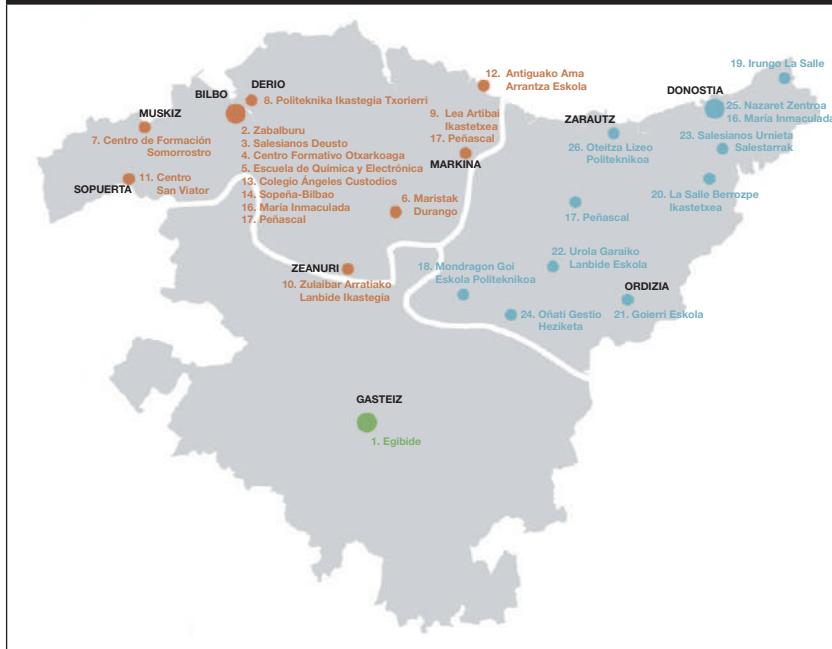 19. Irungo La Salle
12. Antiguako Ama
Arrantza Eskola
DERIO
BILBO
8. Politeknika Ikastegia Txorierri
DONOSTIA
25. Nazaret Zentroa
16. María Inmaculada
MUSKIZ
7. Centro de Formación
Somorrostro
2. Zabalburu
3. Salesianos Deusto
4. Centro Formativo Otxarkoaga
5. Escuela de Química y Electrónica
13. Colegio Ángeles Custodios
14. Sopeña-Bilbao
16. María Inmaculada
17. Peñascal
9. Lea Artibai
Ikastetxea
17. Peñascal
MARKINA
ZARAUTZ
26. Oteitza Lizeo
Politeknikoa
23. Salesianos Urnieta
Salestarrak
SOPUERTA
11. Centro
San Viator
6. Maristak
Durango
20. La Salle Berrozpe
Ikastetxea
17. Peñascal
22. Urola Garaiko
Lanbide Eskola
ZEANURI
10. Zulaibar Arratiako
Lanbide Ikastegia
18. Mondragon Goi
Eskola Politeknikoa
ORDIZIA
21. Goierri Eskola
24. Oñati Gestio
Heziketa
GASTEIZ
1. Egibide